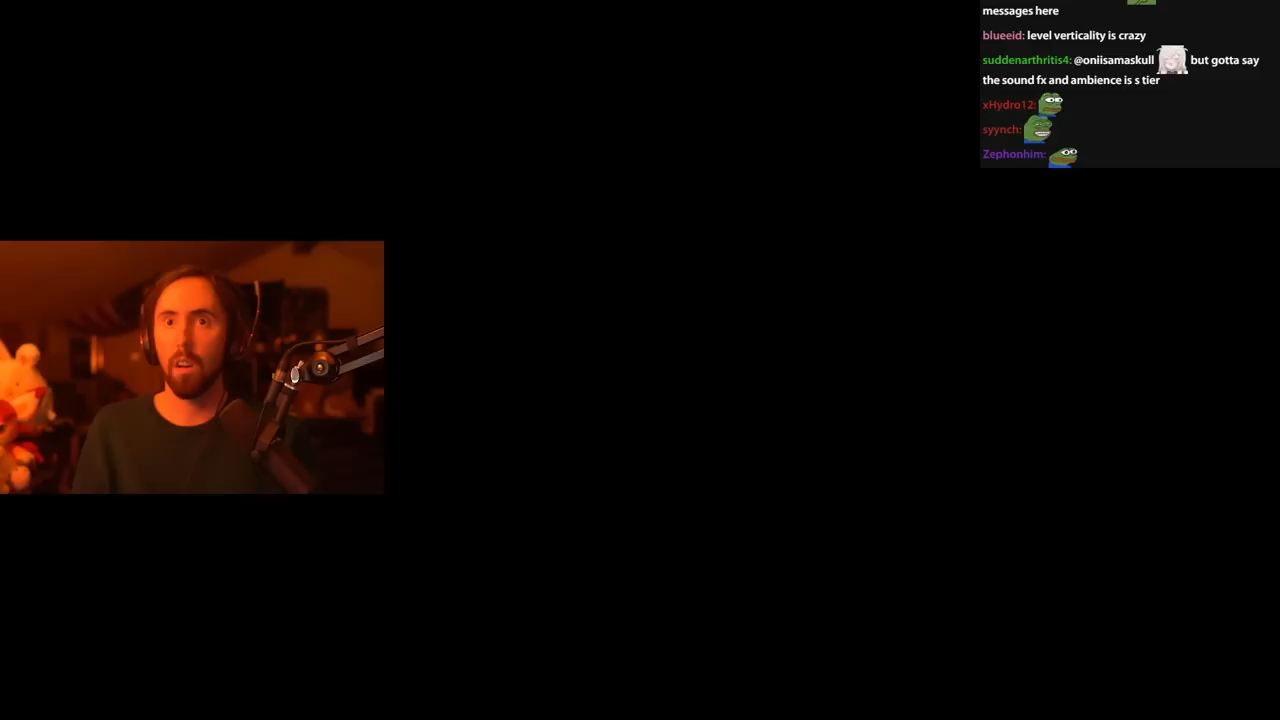 messages here
blueeid: level verticality is crazy
suddenarthritis4: @oniisamaskull but gotta say
the sound fx and ambience is s tier
xHydro12:
syynch:
Zephonhim: